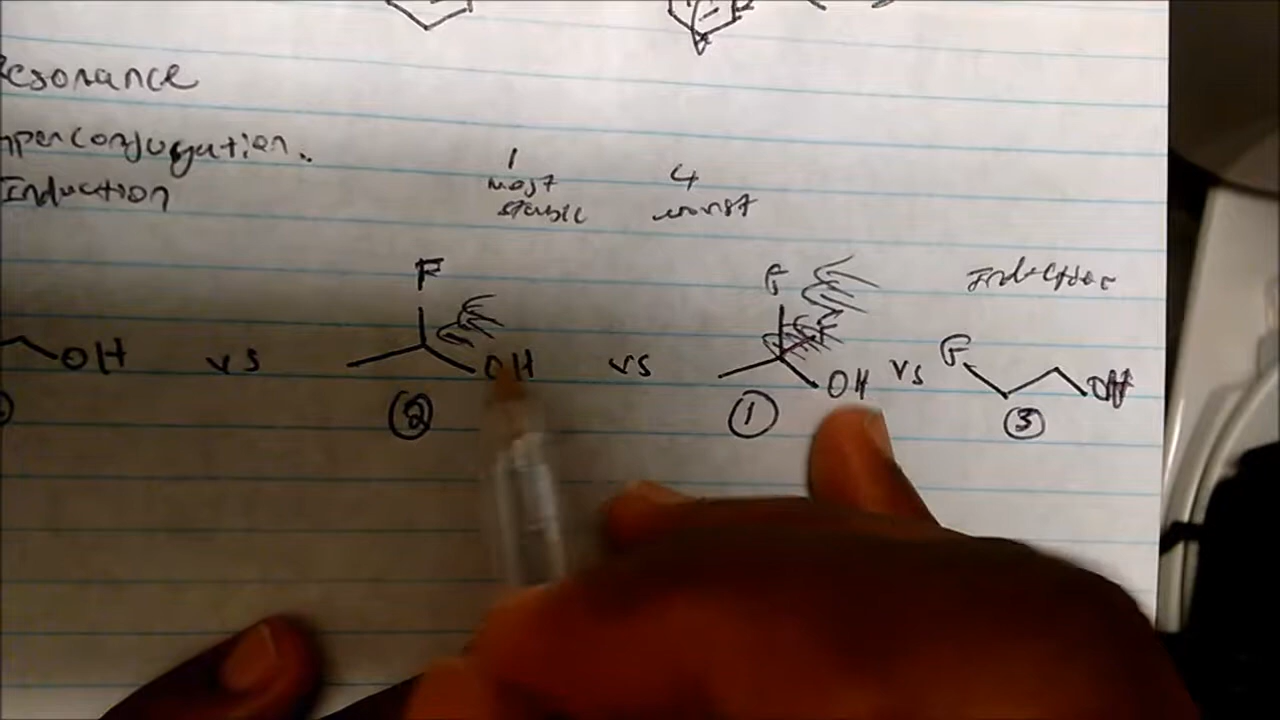 Resonance
hyperconjugation.
Induction
1
most
stable
4
worst
Induction
F
F
F
OH vs OH vs OH vs OH
2
1
3